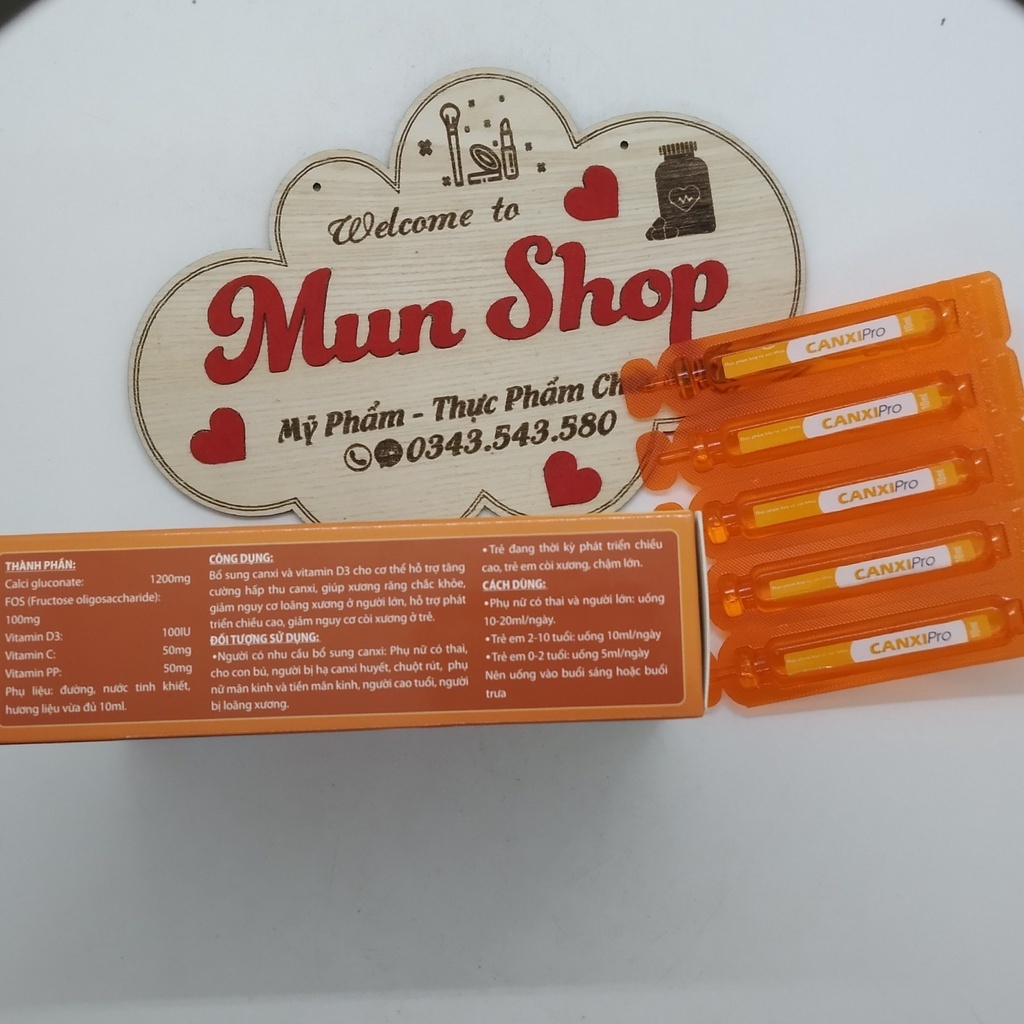 Welcome to
Mun Shop
Mỹ Phẩm - Thực Phẩm
0343.543.580
CANXIPro
CANXIPro
CANXIPro
CANXIPro
CANXIPro
THÀNH PHẦN:
Calci gluconate: 1200mg
FOS (Fructose oligosaccharide):
100mg
Vitamin D3: 100IU
Vitamin C: 50mg
Vitamin PP: 50mg
Phụ liệu: đường, nước tinh khiết,
hương liệu vừa đủ 10ml.
CÔNG DỤNG:
Bổ sung canxi và vitamin D3 cho cơ thể hỗ trợ tăng
cường hấp thu canxi, giúp xương răng chắc khỏe,
giảm nguy cơ loãng xương ở người lớn, hỗ trợ phát
triển chiều cao, giảm nguy cơ còi xương ở trẻ.
ĐỐI TƯỢNG SỬ DỤNG:
•Người có nhu cầu bổ sung canxi: Phụ nữ có thai,
cho con bú, người bị hạ canxi huyết, chuột rút, phụ
nữ mãn kinh và tiền mãn kinh, người cao tuổi, người
bị loãng xương.
•Trẻ đang thời kỳ phát triển chiều
cao, trẻ em còi xương, chậm lớn.
CÁCH DÙNG:
•Phụ nữ có thai và người lớn: uống
10-20ml/ngày.
•Trẻ em 2-10 tuổi: uống 10ml/ngày
•Trẻ em 0-2 tuổi: uống 5ml/ngày
Nên uống vào buổi sáng hoặc buổi
trưa